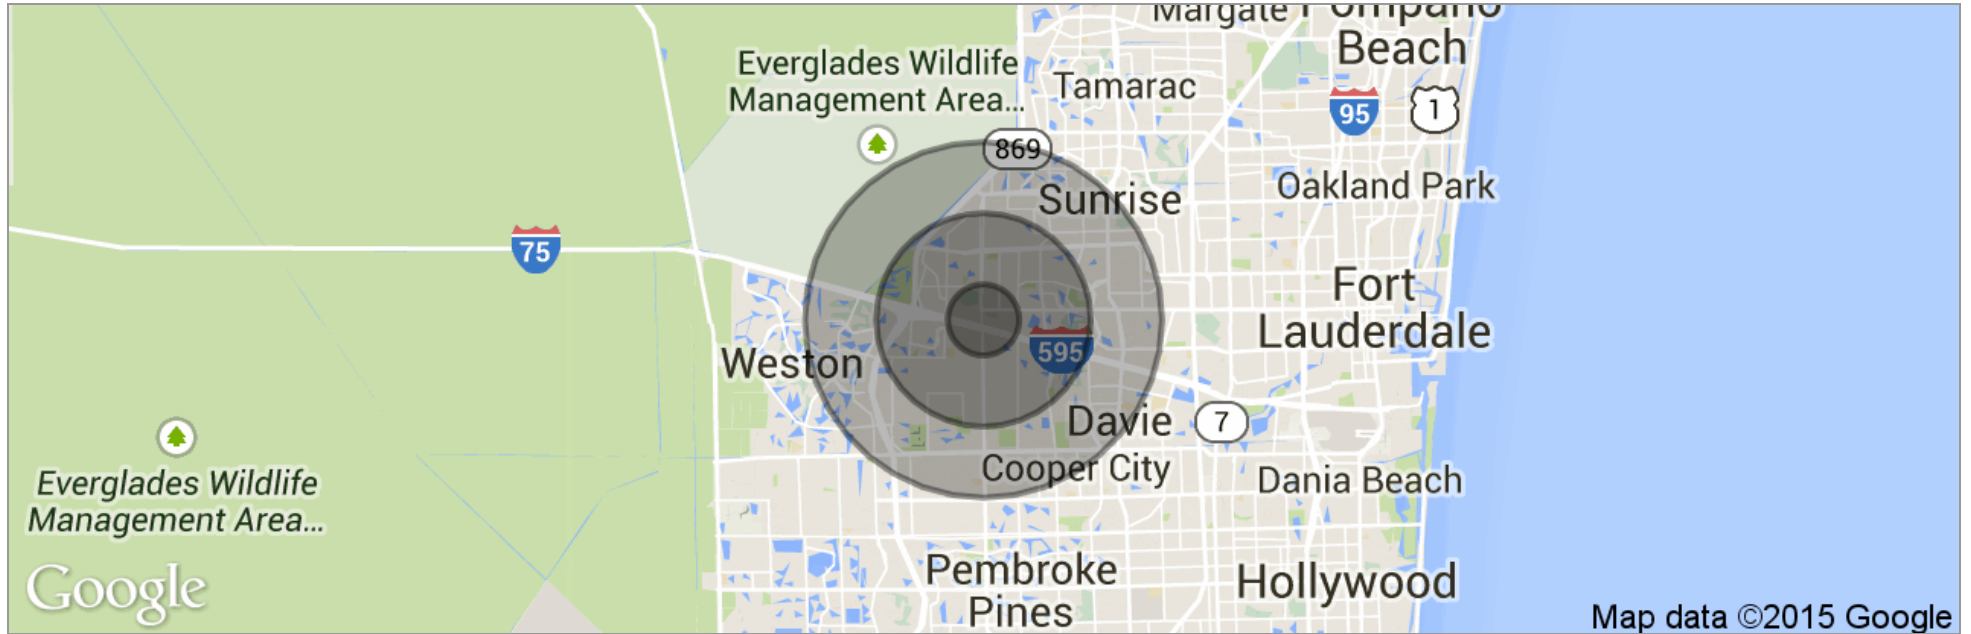 Margate
Pompano
Beach
Everglades Wildlife
Management Area...
Tamarac
95
1
869
Sunrise
Oakland Park
75
Fort
Lauderdale
595
Weston
Davie
7
Cooper City
Dania Beach
Everglades Wildlife
Management Area...
Pembroke
Pines
Hollywood
Google
Map data ©2015 Google